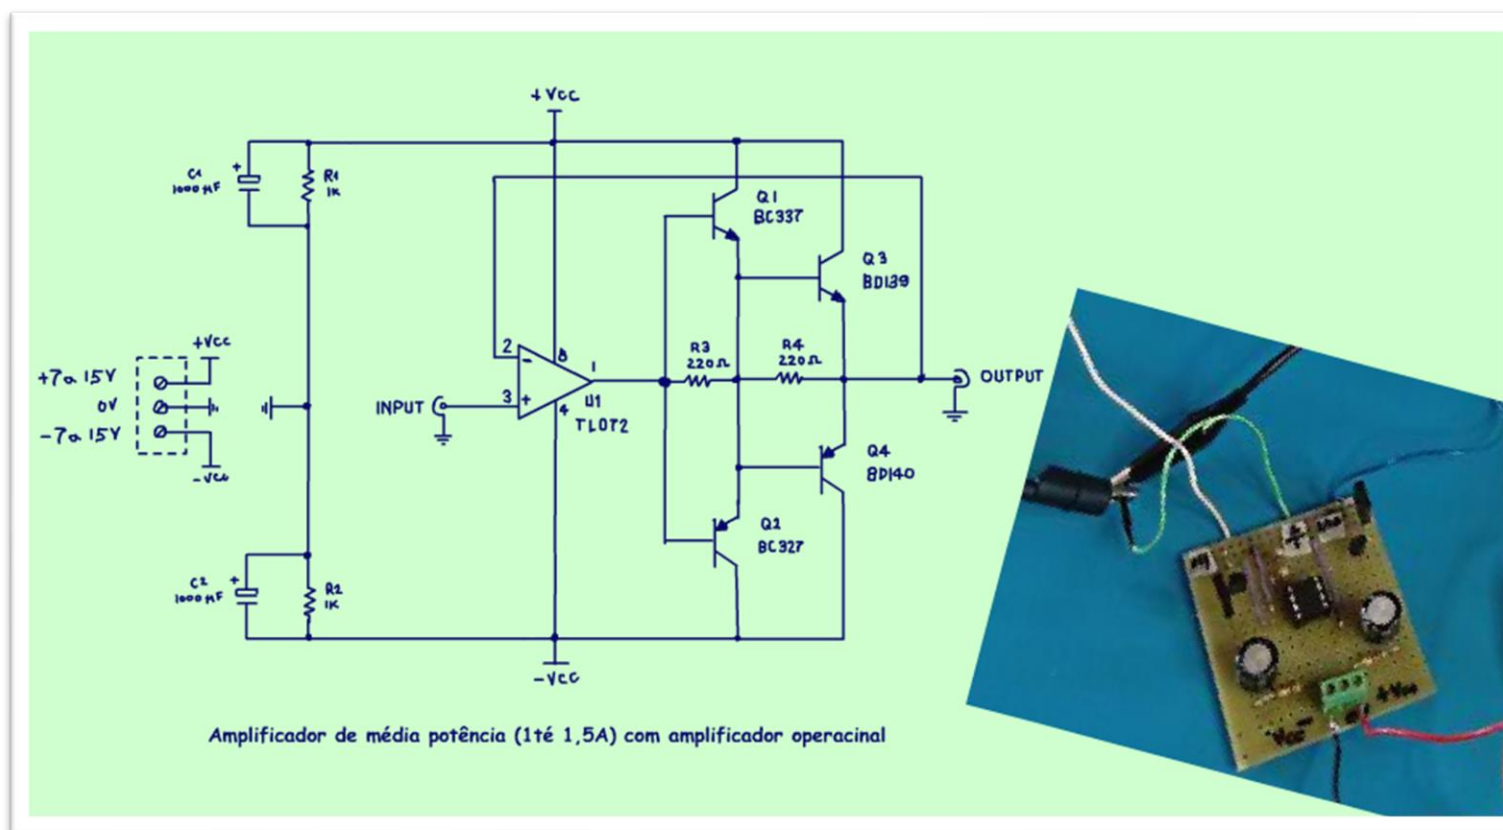 +Vcc
C1
1000µF
R1
1K
Q1
BC337
Q3
BD139
+Vcc
+7a 15V
0V
-7a 15V
-Vcc
2
8
1
3
4
U1
TL072
INPUT
-
+
R3
220Ω
R4
220Ω
OUTPUT
Q4
BD140
Q2
BC327
C2
1000µF
R2
1K
+
+
-Vcc
Amplificador de média potência (1té 1,5A) com amplificador operacinal
+Vcc
Vcc